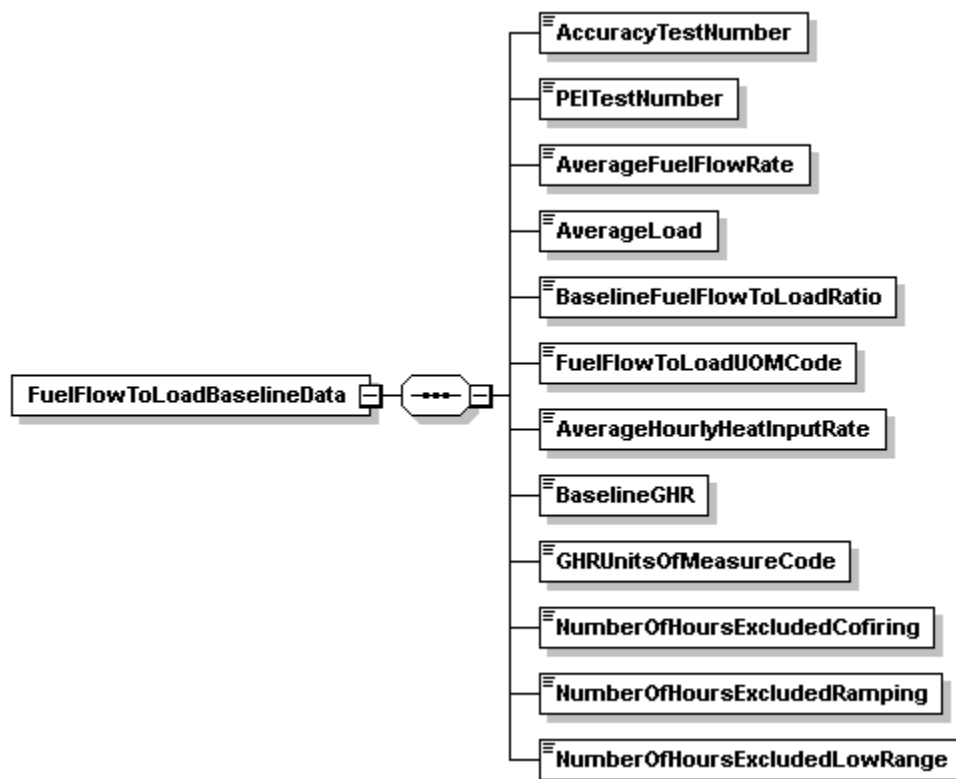 AccuracyTestNumber
PEITestNumber
AverageFuelFlowRate
AverageLoad
BaselineFuelFlowToLoadRatio
FuelFlowToLoadUOMCode
FuelFlowToLoadBaselineData
AverageHourlyHeatInputRate
BaselineGHR
GHRUnitsOfMeasureCode
NumberOfHoursExcludedCofiring
NumberOfHoursExcludedRamping
NumberOfHoursExcludedLowRange